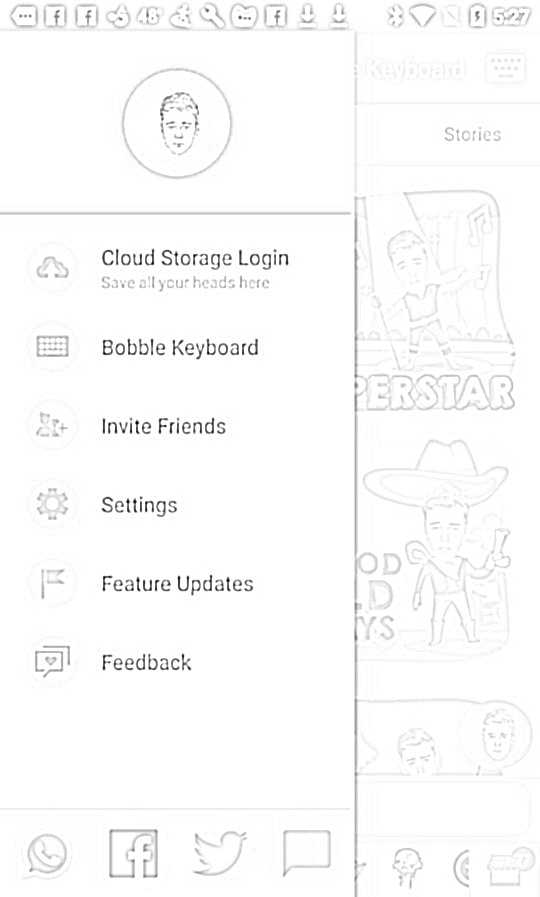 48° 5:27
Keyboard
Stories
Cloud Storage Login
Save all your heads here
Bobble Keyboard
PERSTAR
Invite Friends
Settings
OD
LD
AYS
Feature Updates
Feedback